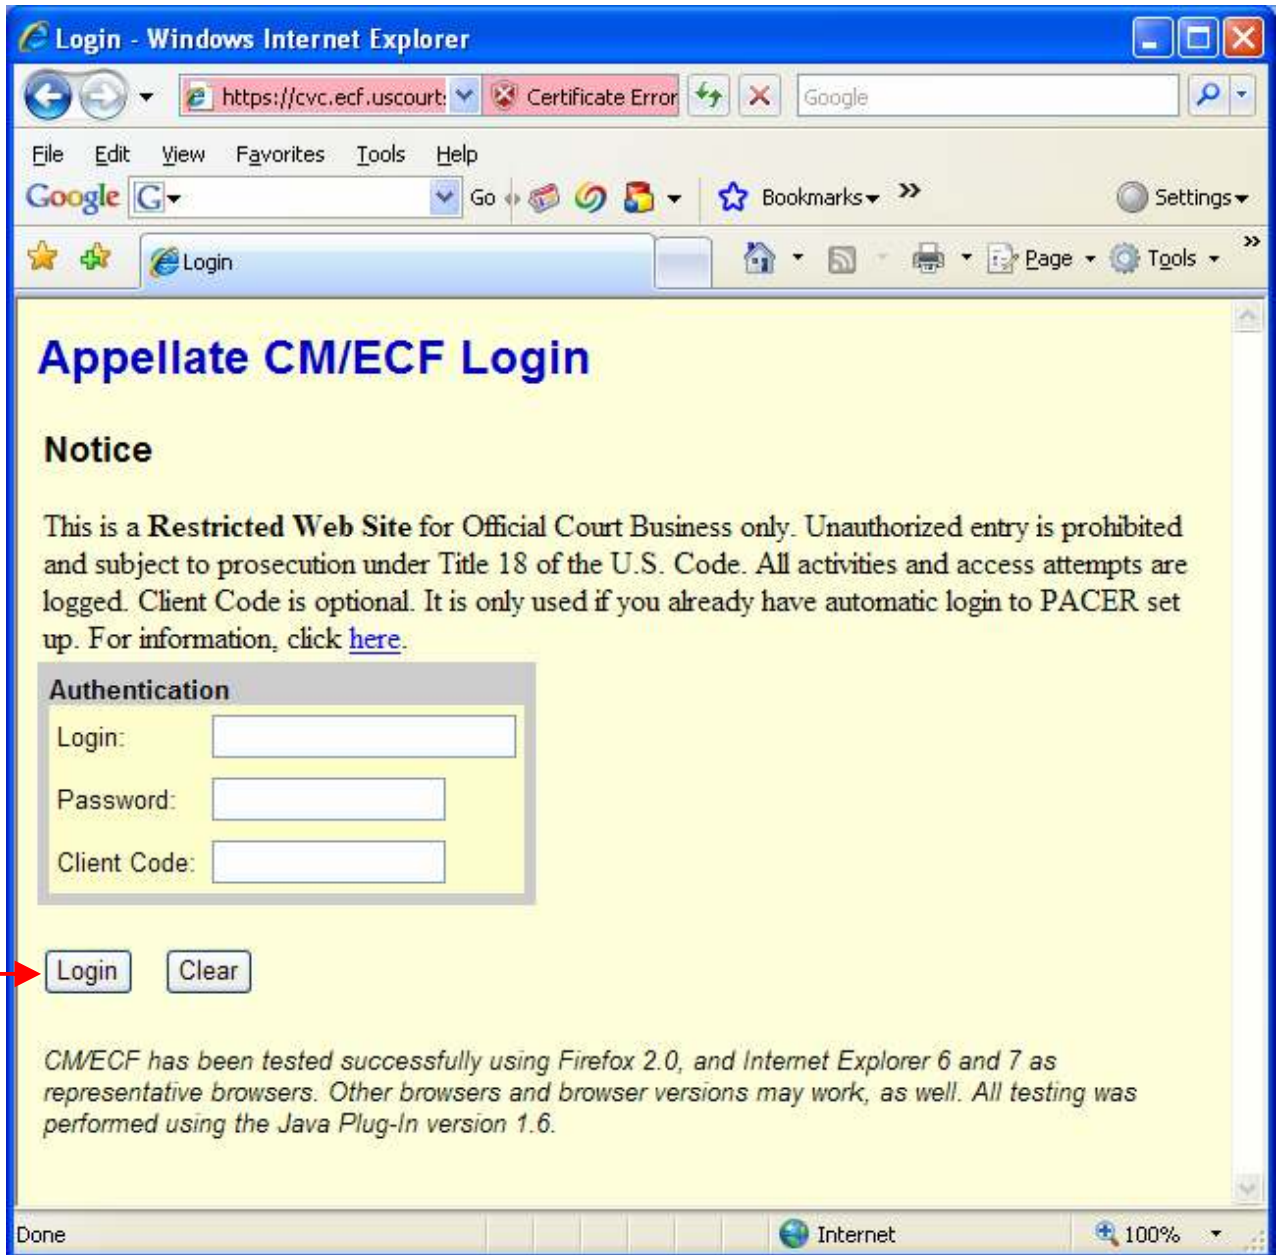 Login - Windows Internet Explorer
https://cvc.ecf.uscourt: Certificate Error Google
File Edit View Favorites Tools Help
Google G Go Bookmarks Settings
Login Page Tools
Appellate CM/ECF Login
Notice
This is a Restricted Web Site for Official Court Business only. Unauthorized entry is prohibited
and subject to prosecution under Title 18 of the U.S. Code. All activities and access attempts are
logged. Client Code is optional. It is only used if you already have automatic login to PACER set
up. For information, click here.
Authentication
Login:
Password:
Client Code:
Login Clear
CM/ECF has been tested successfully using Firefox 2.0, and Internet Explorer 6 and 7 as
representative browsers. Other browsers and browser versions may work, as well. All testing was
performed using the Java Plug-In version 1.6.
Done Internet 100%